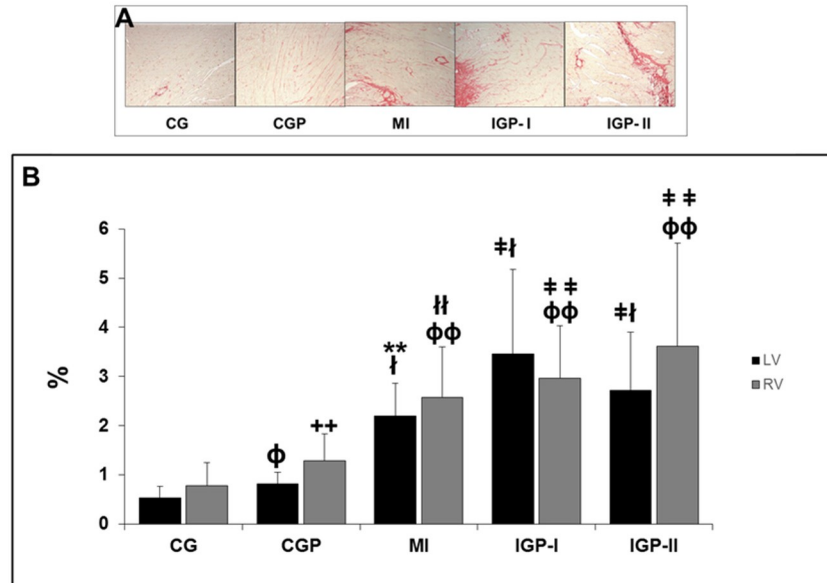 A
CG CGP MI IGP-I IGP-II
B
%
6
5
4
3
2
1
0
ϕ
++
**
ł
łł
ϕϕ
ǂł
ǂ ǂ
ϕϕ
ǂł
ǂ ǂ
ϕϕ
CG CGP MI IGP-I IGP-II
LV
RV